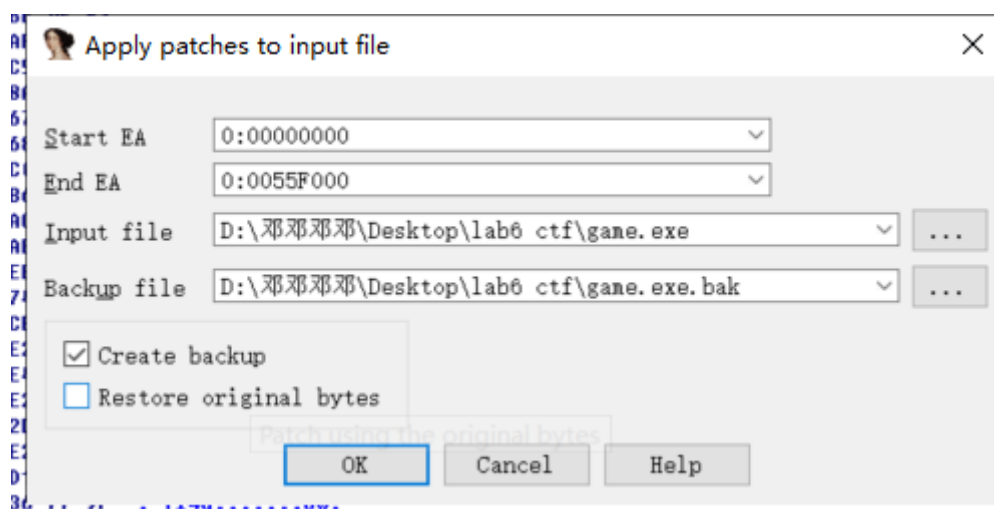 Apply patches to input file
Start EA 0:00000000
End EA 0:0055F000
Input file D:\邓邓邓邓\Desktop\lab6 ctf\game.exe ...
Backup file D:\邓邓邓邓\Desktop\lab6 ctf\game.exe.bak ...
Create backup
Restore original bytes
Patch using the original bytes
OK Cancel Help